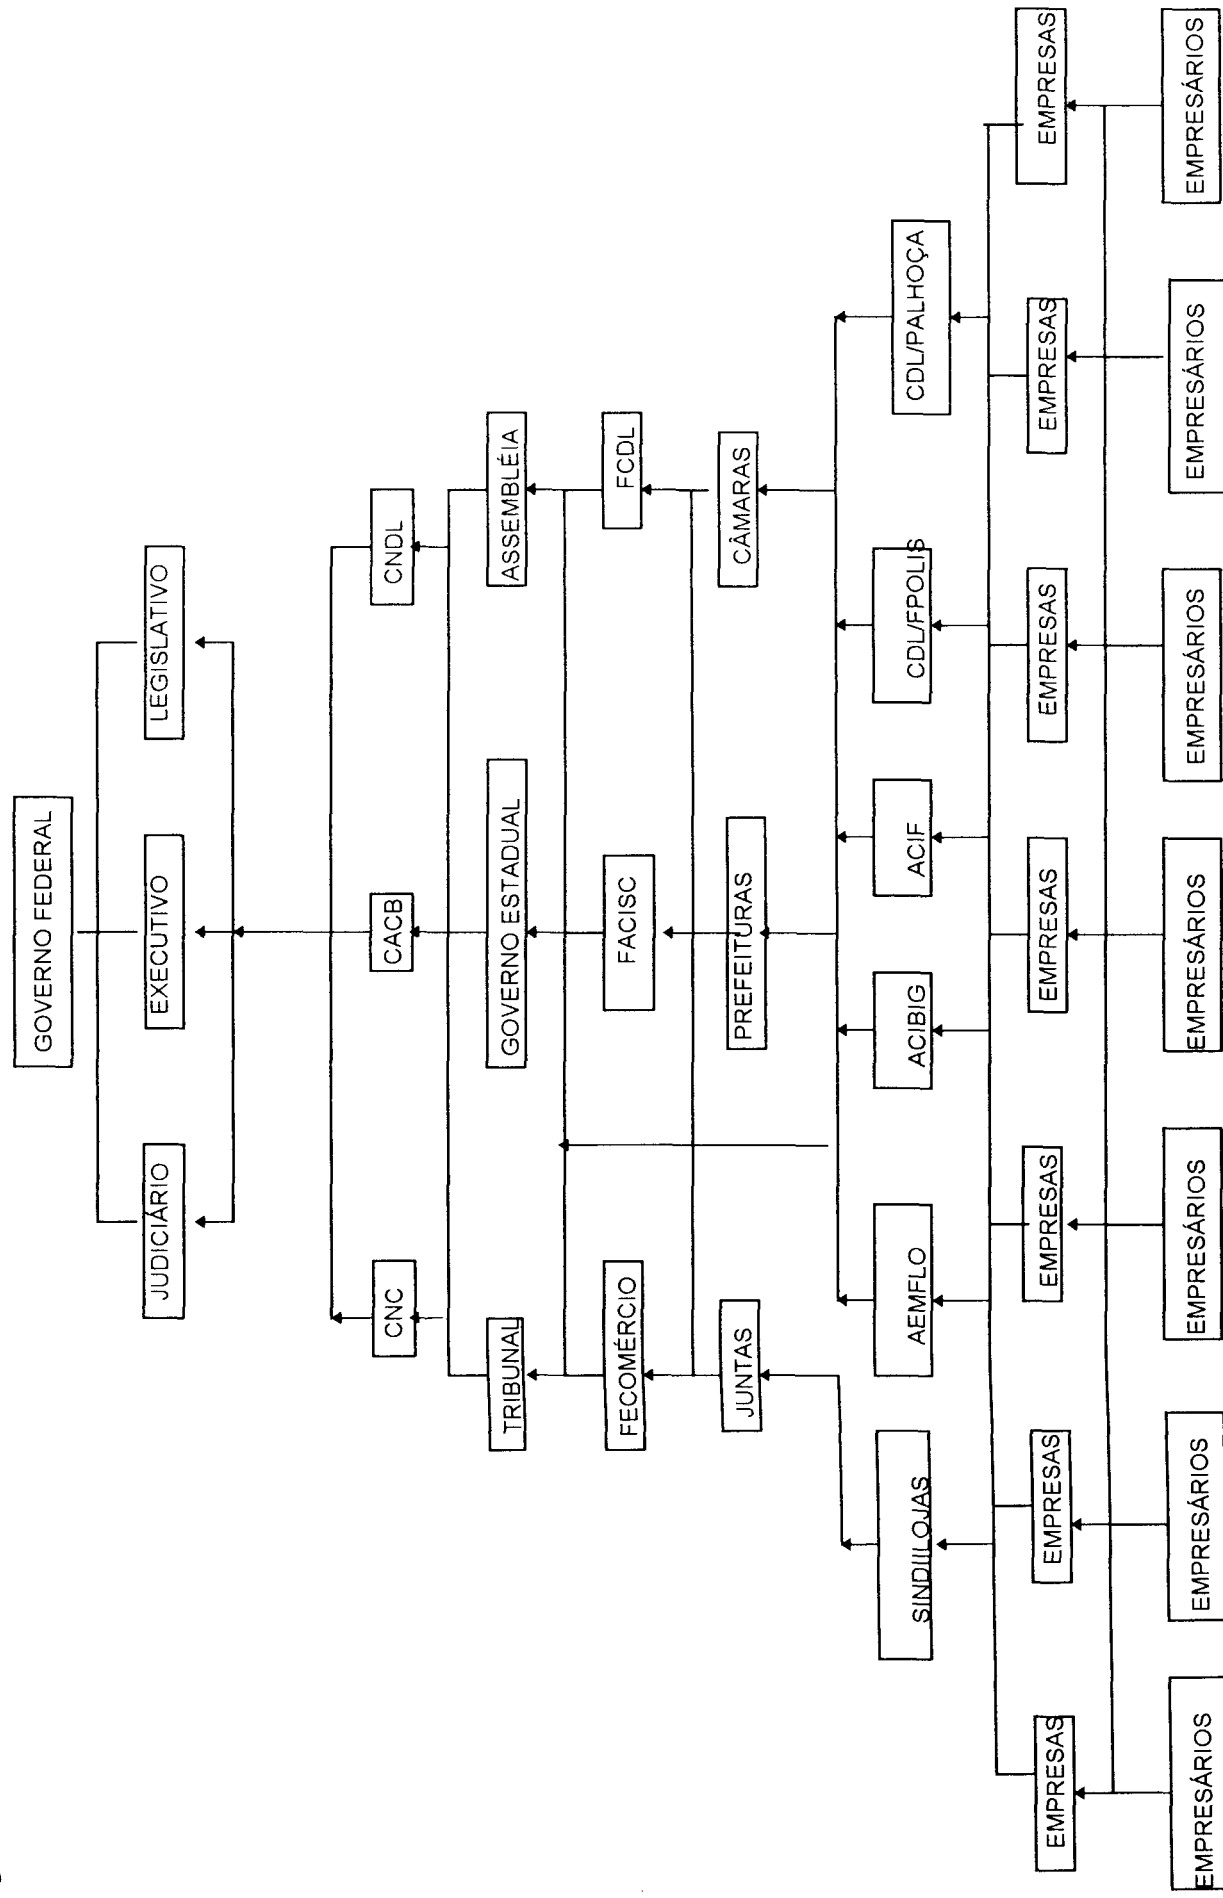 GOVERNO FEDERAL
JUDICIÁRIO
EXECUTIVO
LEGISLATIVO
CNC
CACB
CNDL
TRIBUNAL
GOVERNO ESTADUAL
ASSEMBLÉIA
FECOMÉRCIO
FACISC
FCDL
JUNTAS
PREFEITURAS
CÂMARAS
SINDIILOJAS
AEMFLO
ACIBIG
ACIF
CDL/FPOLIS
CDL/PALHOÇA
EMPRESAS
EMPRESAS
EMPRESAS
EMPRESAS
EMPRESAS
EMPRESAS
EMPRESAS
EMPRESÁRIOS
EMPRESÁRIOS
EMPRESÁRIOS
EMPRESÁRIOS
EMPRESÁRIOS
EMPRESÁRIOS
EMPRESÁRIOS